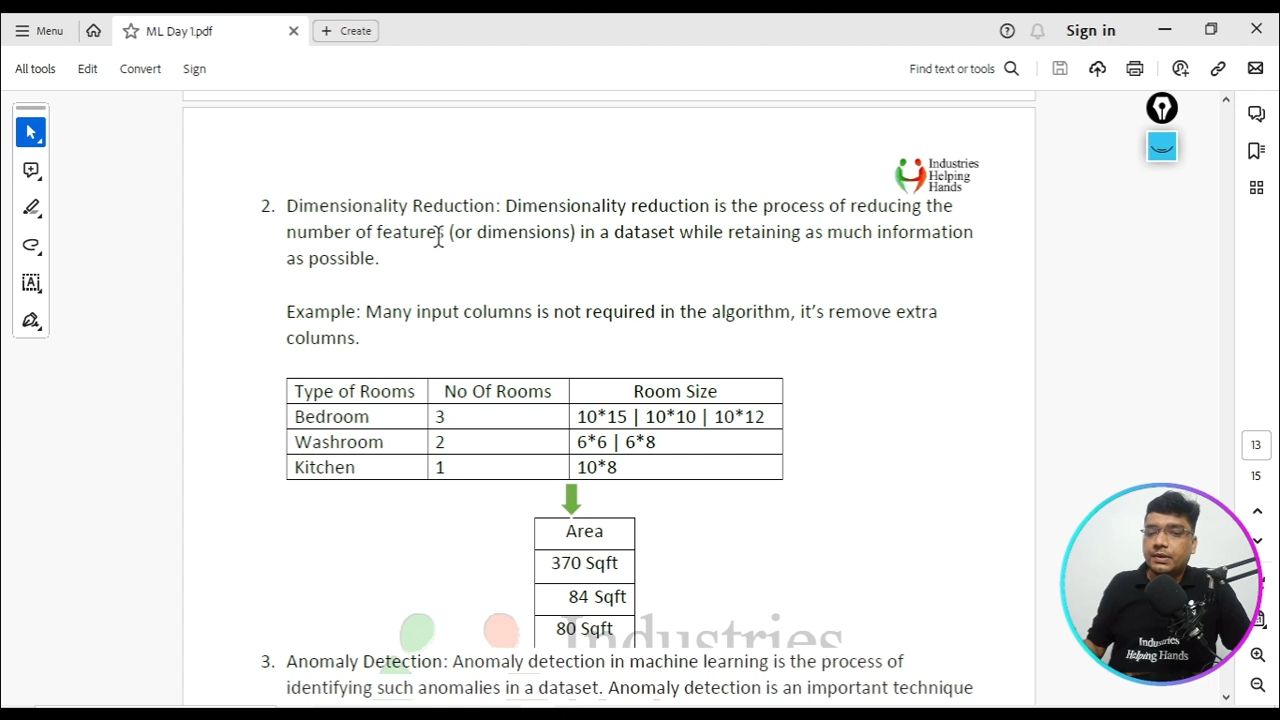 Menu
ML Day 1.pdf
Create
Sign in
All tools
Edit
Convert
Sign
Find text or tools
Industries
Helping
Hands
2. Dimensionality Reduction: Dimensionality reduction is the process of reducing the
number of features (or dimensions) in a dataset while retaining as much information
as possible.
Example: Many input columns is not required in the algorithm, it’s remove extra
columns.
Type of Rooms No Of Rooms Room Size
Bedroom 3 10*15 | 10*10 | 10*12
Washroom 2 6*6 | 6*8
Kitchen 1 10*8
Area
370 Sqft
84 Sqft
80 Sqft
Industries
3. Anomaly Detection: Anomaly detection in machine learning is the process of
identifying such anomalies in a dataset. Anomaly detection is an important technique
13
15
Industries
Helping Hands